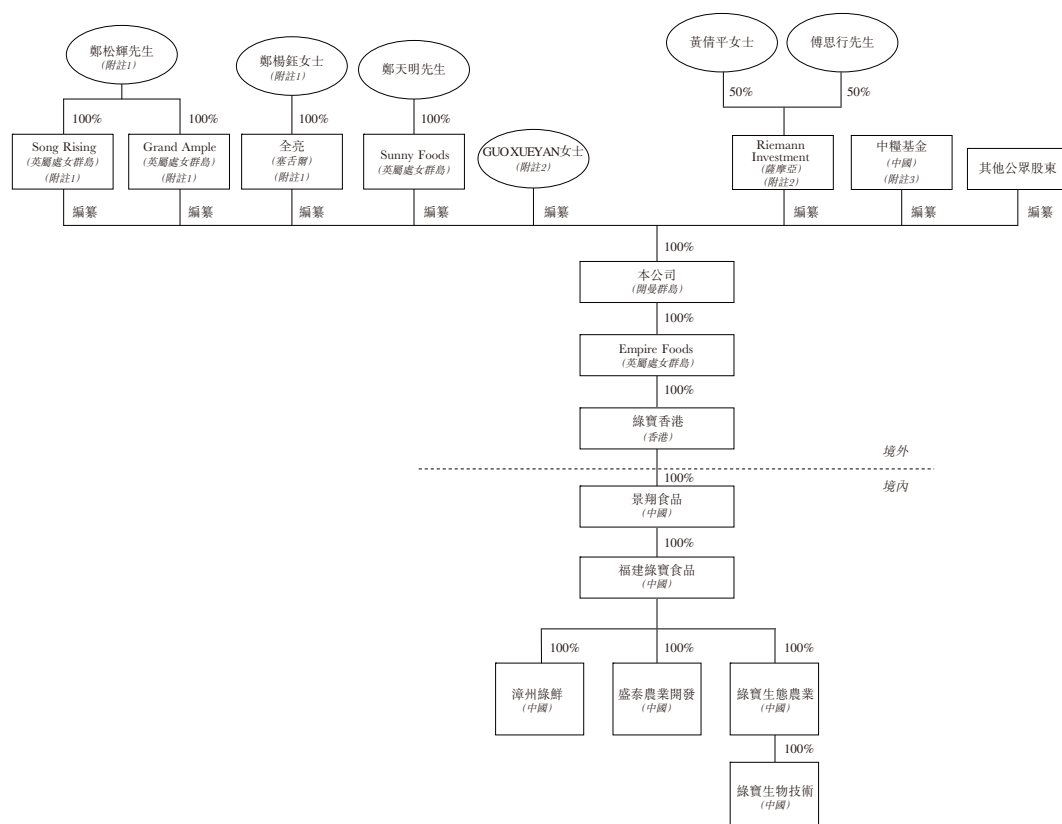 鄭松輝先生
(附註1)
鄭楊鈺女士
(附註1)
鄭天明先生
黃倩平女士
傅思行先生
100%
100%
100%
100%
50%
50%
Song Rising
(英屬處女群島)
(附註1)
Grand Ample
(英屬處女群島)
(附註1)
全亮
(塞舌爾)
(附註1)
Sunny Foods
(英屬處女群島)
GUO XUEYAN女士
(附註2)
Riemann
Investment
(薩摩亞)
(附註2)
中糧基金
(中國)
(附註3)
其他公眾股東
編纂
編纂
編纂
編纂
編纂
編纂
編纂
編纂
100%
本公司
(開曼群島)
100%
Empire Foods
(英屬處女群島)
100%
綠寶香港
(香港)
境外
100%
境內
景翔食品
(中國)
100%
福建綠寶食品
(中國)
100%
100%
100%
漳州綠鮮
(中國)
盛泰農業開發
(中國)
綠寶生態農業
(中國)
100%
綠寶生物技術
(中國)